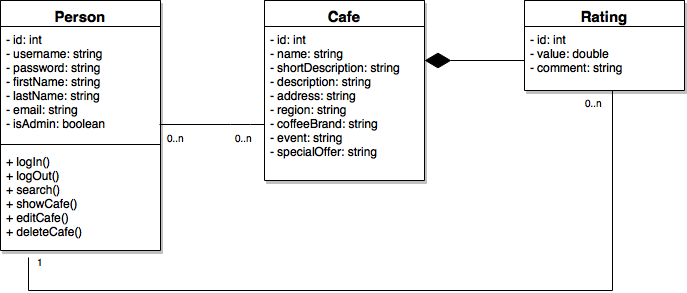 Person
- id: int
- username: string
- password: string
- firstName: string
- lastName: string
- email: string
- isAdmin: boolean
+ logIn()
+ logOut()
+ search()
+ showCafe()
+ editCafe()
+ deleteCafe()
1
0..n
0..n
Cafe
- id: int
- name: string
- shortDescription: string
- description: string
- address: string
- region: string
- coffeeBrand: string
- event: string
- specialOffer: string
Rating
- id: int
- value: double
- comment: string
0..n